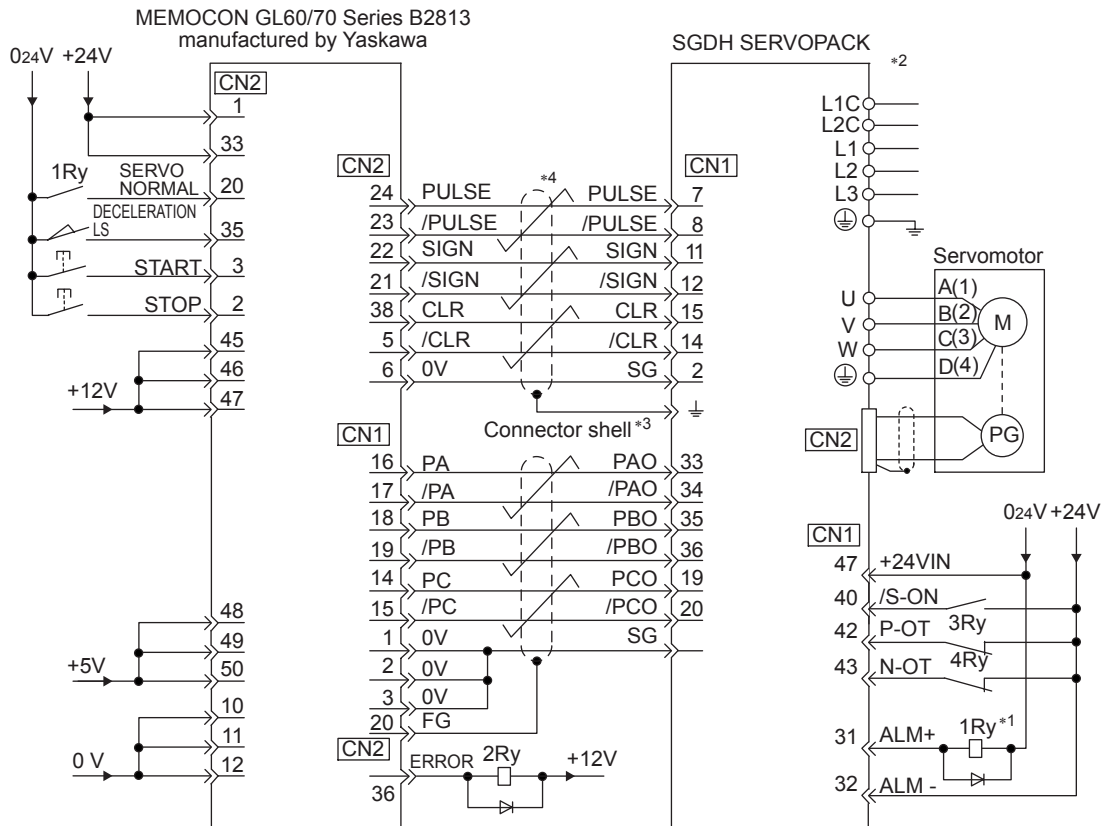 MEMOCON GL60/70 Series B2813
manufactured by Yaskawa
SGDH SERVOPACK
*2
024V +24V
CN2
1
33
1Ry SERVO NORMAL 20
DECELERATION LS 35
START 3
STOP 2
45
46
+12V 47
48
49
+5V 50
10
11
0 V 12
CN2 *4 CN1
24 PULSE PULSE 7
23 /PULSE /PULSE 8
22 SIGN SIGN 11
21 /SIGN /SIGN 12
38 CLR CLR 15
5 /CLR /CLR 14
6 0V SG 2
Connector shell *3
CN1
16 PA PAO 33
17 /PA /PAO 34
18 PB PBO 35
19 /PB /PBO 36
14 PC PCO 19
15 /PC /PCO 20
1 0V SG
2 0V
3 0V
20 FG
CN2
36 ERROR 2Ry +12V
L1C
L2C
L1
L2
L3
Servomotor
U A(1)
V B(2) M
W C(3)
D(4)
CN2 PG
024V +24V
CN1
47 +24VIN
40 /S-ON
3Ry
42 P-OT
4Ry
43 N-OT
31 ALM+ 1Ry *1
32 ALM -